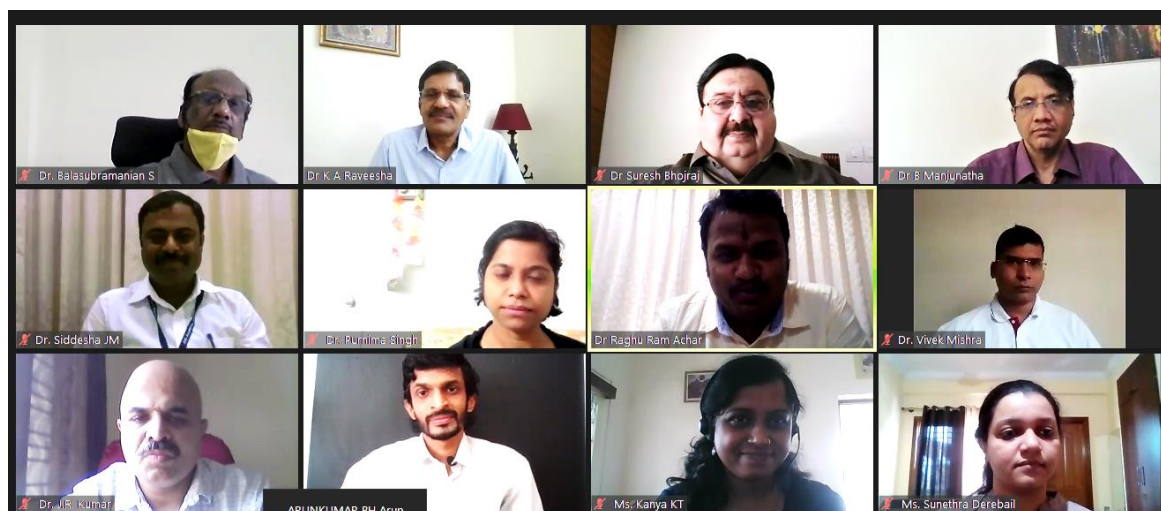 Dr. Balasubramanian S
Dr K A Raveesha
Dr Suresh Bhojraj
Dr B Manjunatha
Dr. Siddesha JM
Dr. Purnima Singh
Dr Raghu Ram Achar
Dr. Vivek Mishra
Dr. J.R. Kumar
ARUNKUMAR BH Arun
Ms. Kanya KT
Ms. Sunethra Derebail